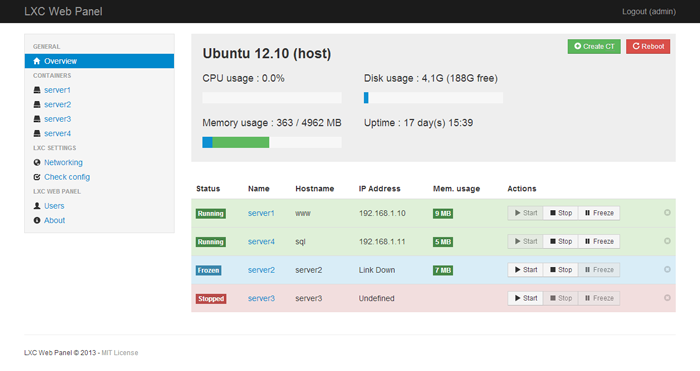 LXC Web Panel
Logout (admin)
GENERAL
Overview
CONTAINERS
server1
server2
server3
server4
LXC SETTINGS
Networking
Check config
LXC WEB PANEL
Users
About
Ubuntu 12.10 (host)
Create CT Reboot
CPU usage : 0.0% Disk usage : 4,1G (188G free)
Memory usage : 363 / 4962 MB Uptime : 17 day(s) 15:39
Status Name Hostname IP Address Mem. usage Actions
Running server1 www 192.168.1.10 9 MB Start Stop Freeze
Running server4 sql 192.168.1.11 5 MB Start Stop Freeze
Frozen server2 server2 Link Down 7 MB Start Stop Freeze
Stopped server3 server3 Undefined Start Stop Freeze
LXC Web Panel © 2013 - MIT License